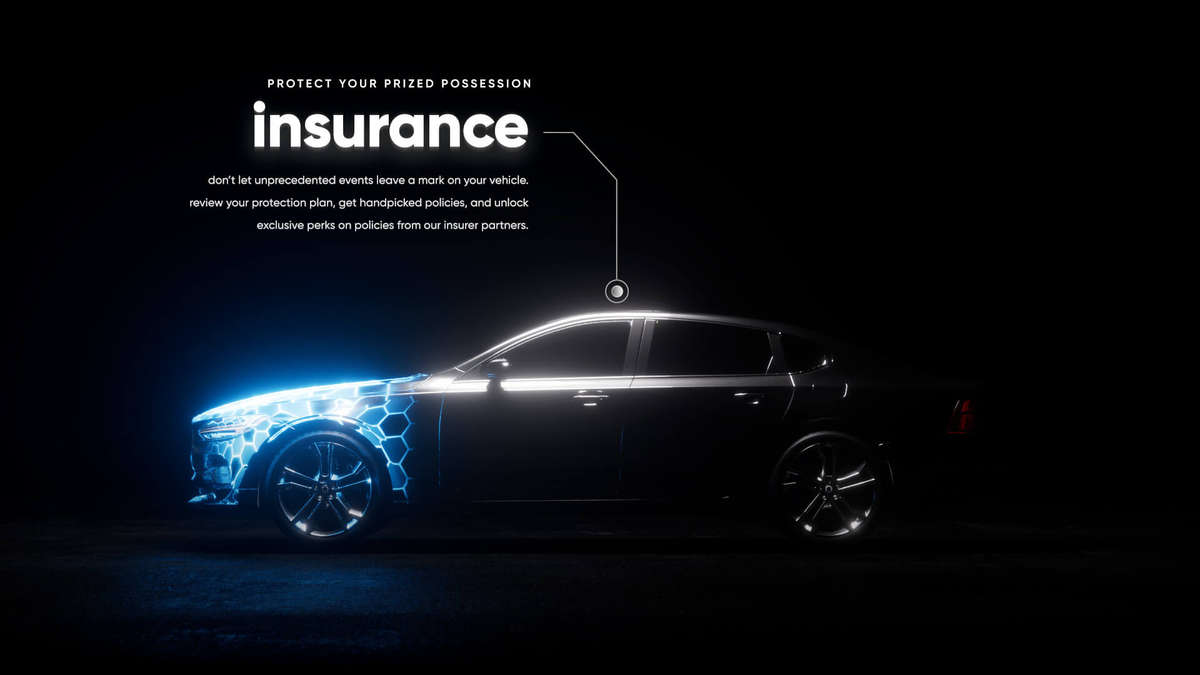 PROTECT YOUR PRIZED POSSESSION
insurance
don't let unprecedented events leave a mark on your vehicle.
review your protection plan, get handpicked policies, and unlock
exclusive perks on policies from our insurer partners.